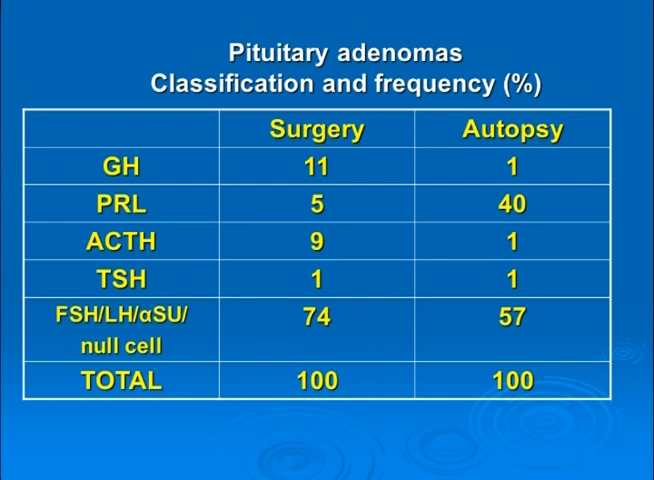 Pituitary adenomas
Classification and frequency (%)
Surgery Autopsy
GH 11 1
PRL 5 40
ACTH 9 1
TSH 1 1
FSH/LH/αSU/ 74 57
null cell
TOTAL 100 100